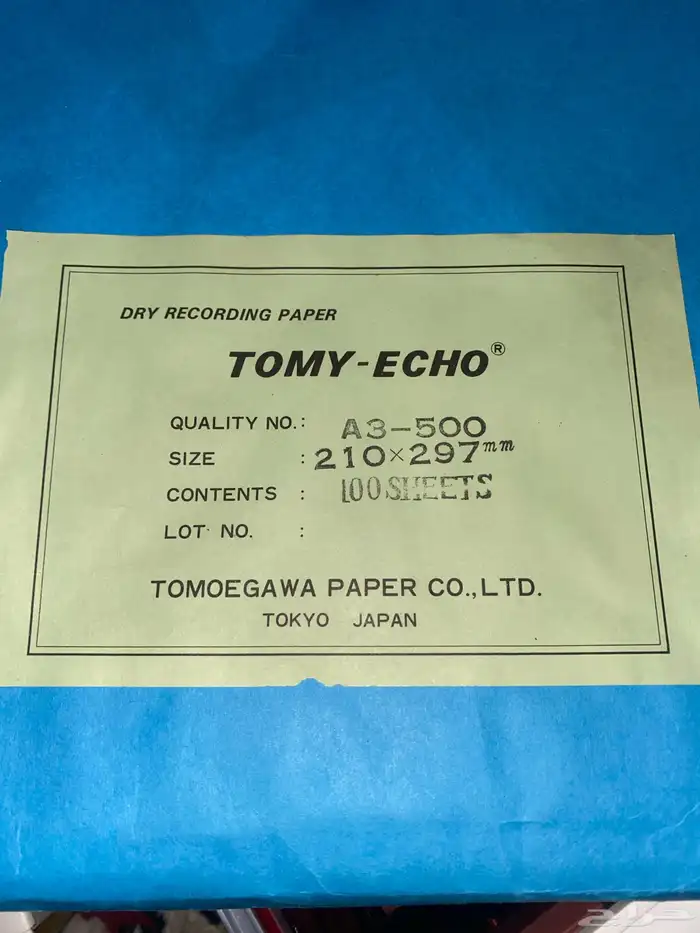 DRY RECORDING PAPER
TOMY-ECHO®
QUALITY NO.: A3-500
SIZE : 210×297mm
CONTENTS : 100 SHEETS
LOT NO. :
TOMOEGAWA PAPER CO.,LTD.
TOKYO JAPAN
حراج